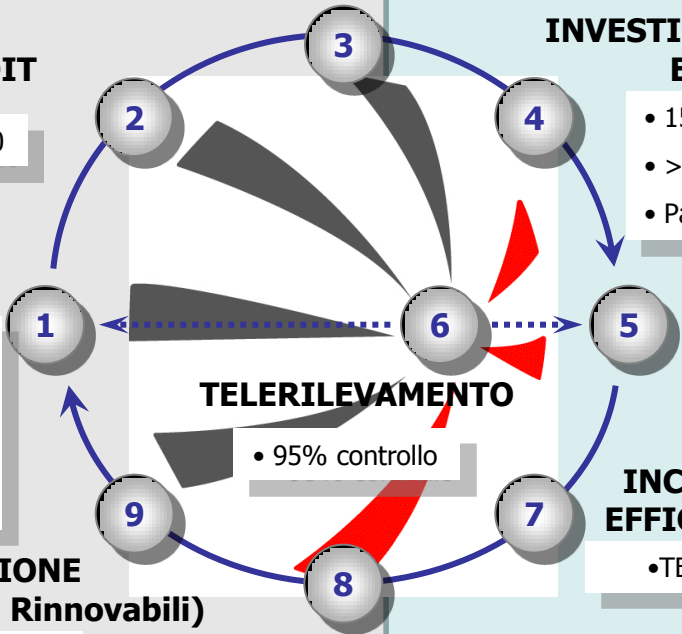 3
INVESTI
DIT
2
4
• 15
• >
• Pa
1
6
5
TELERILEVAMENTO
• 95% controllo
9
7
INC
EFFIC
•TE
IONE
8
Rinnovabili)